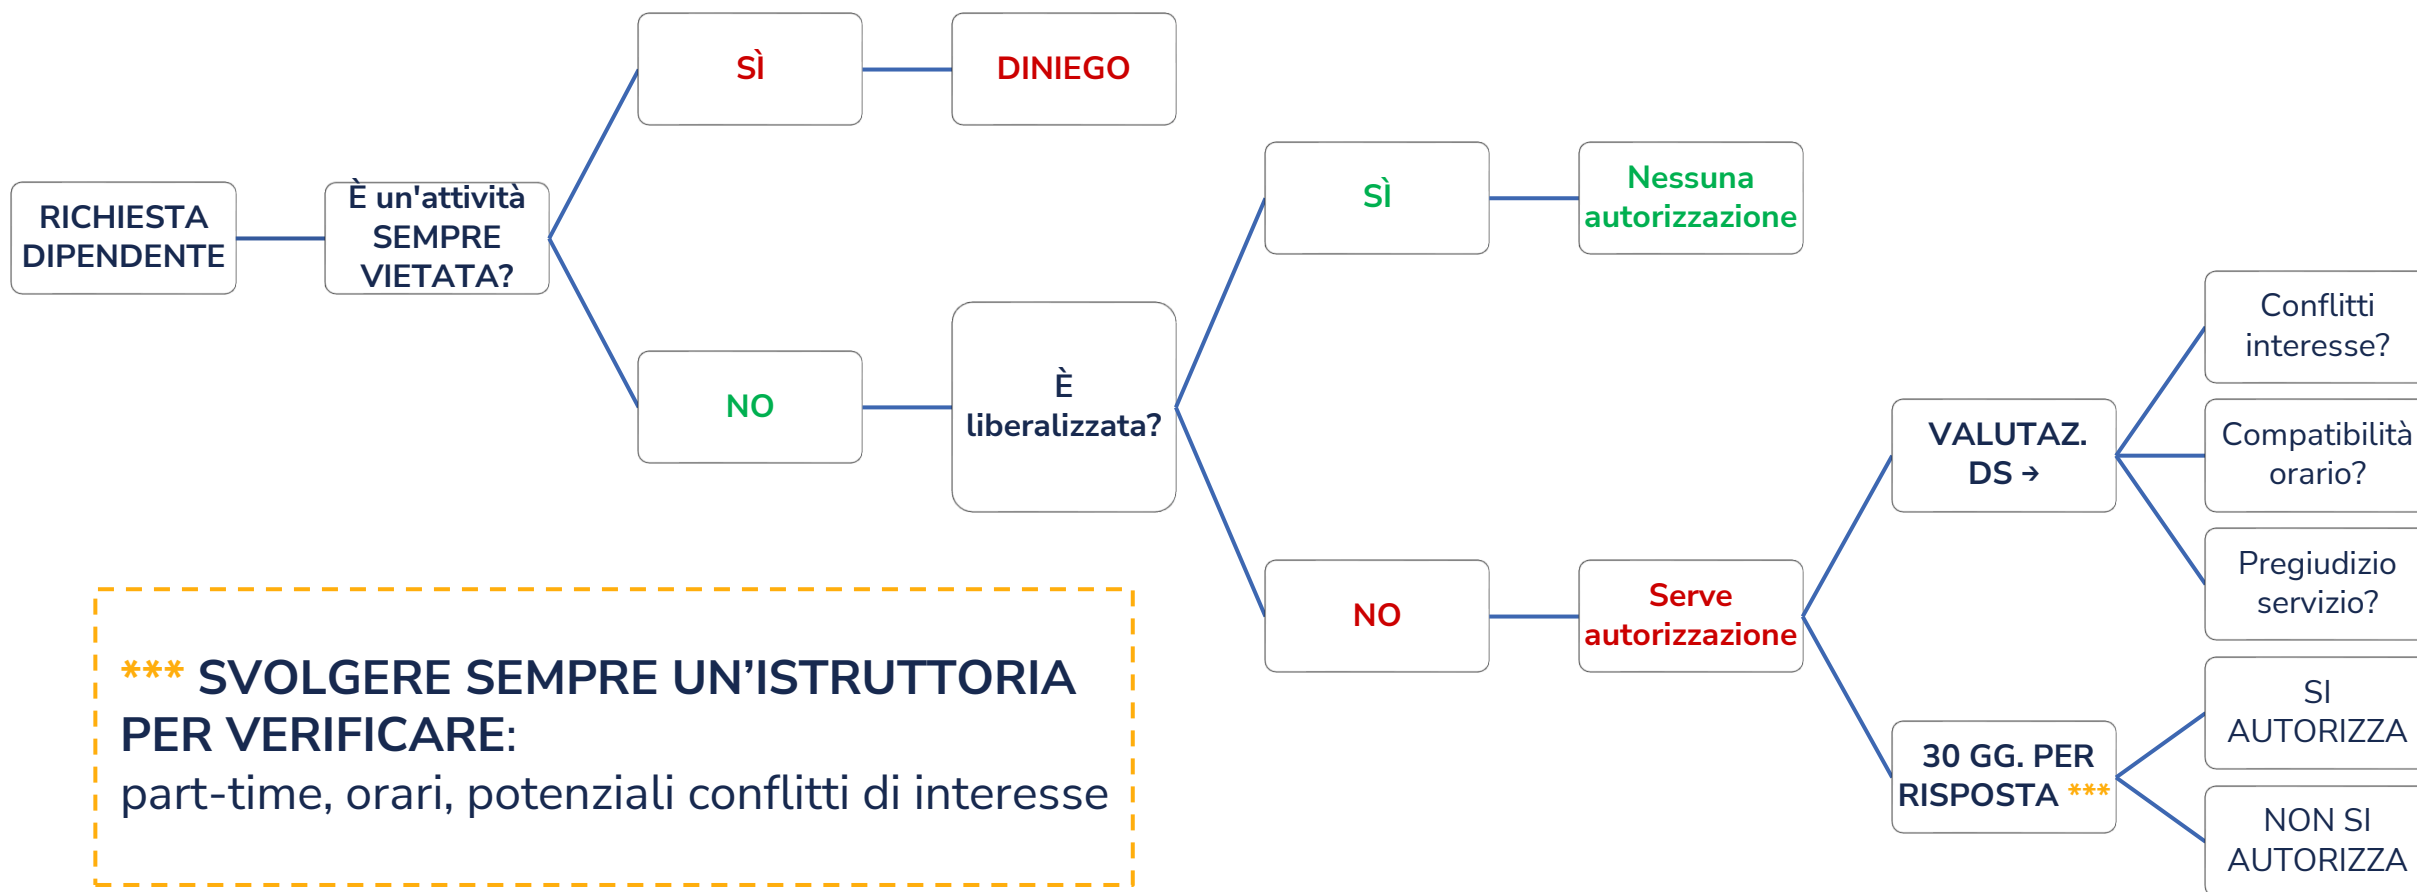 RICHIESTA
DIPENDENTE
È un'attività
SEMPRE
VIETATA?
SÌ
DINIEGO
NO
È
liberalizzata?
SÌ
Nessuna
autorizzazione
NO
Serve
autorizzazione
VALUTAZ.
DS →
Conflitti
interesse?
Compatibilità
orario?
Pregiudizio
servizio?
30 GG. PER
RISPOSTA ***
SI
AUTORIZZA
NON SI
AUTORIZZA
*** SVOLGERE SEMPRE UN’ISTRUTTORIA
PER VERIFICARE:
part-time, orari, potenziali conflitti di interesse